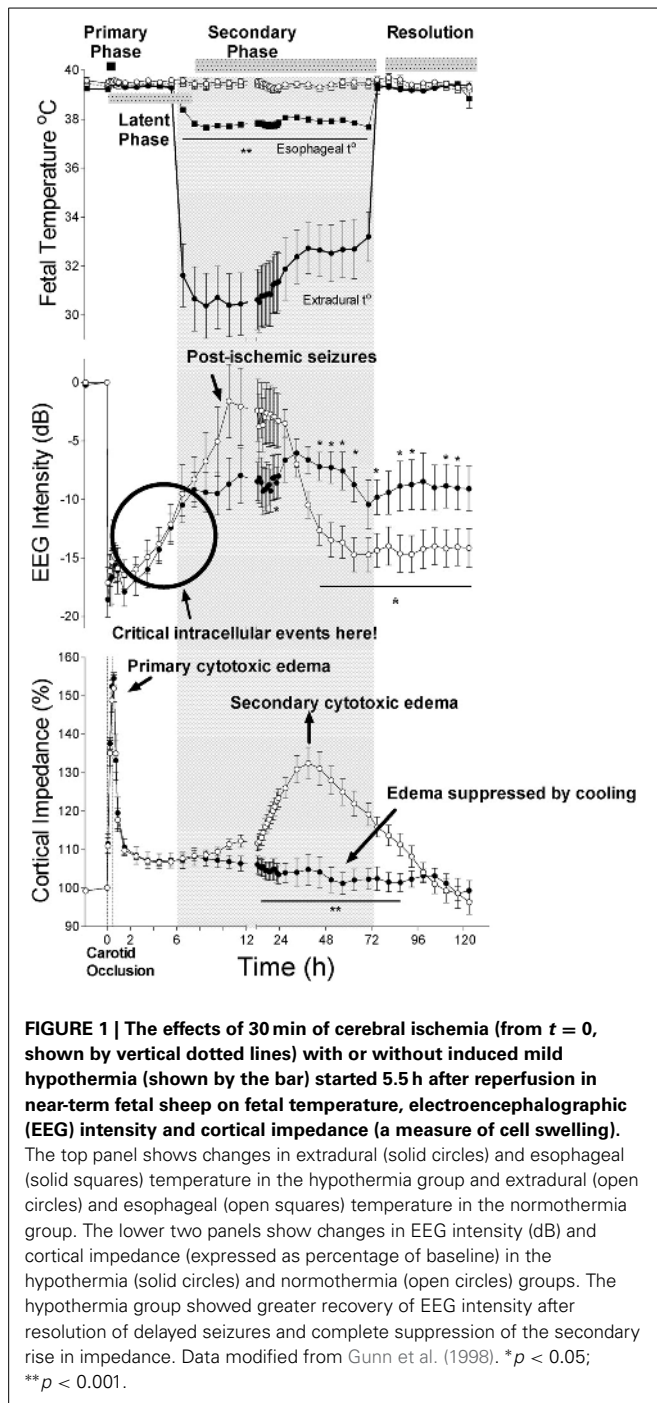 Primary Phase
Secondary Phase
Resolution
Latent Phase
Fetal Temperature °C
40
38
36
34
32
30
**
Esophageal t°
Extradural t°
Post-ischemic seizures
EEG Intensity (dB)
0
-5
-10
-15
-20
*
* * * * * * * * *
*
Critical intracellular events here!
Cortical Impedance (%)
160
150
140
130
120
110
100
90
Primary cytotoxic edema
Secondary cytotoxic edema
Edema suppressed by cooling
**
0 2 6 12 24 48 72 96 120
Carotid Occlusion
Time (h)
FIGURE 1 | The effects of 30 min of cerebral ischemia (from t = 0,
shown by vertical dotted lines) with or without induced mild
hypothermia (shown by the bar) started 5.5 h after reperfusion in
near-term fetal sheep on fetal temperature, electroencephalographic
(EEG) intensity and cortical impedance (a measure of cell swelling).
The top panel shows changes in extradural (solid circles) and esophageal
(solid squares) temperature in the hypothermia group and extradural (open
circles) and esophageal (open squares) temperature in the normothermia
group. The lower two panels show changes in EEG intensity (dB) and
cortical impedance (expressed as percentage of baseline) in the
hypothermia (solid circles) and normothermia (open circles) groups. The
hypothermia group showed greater recovery of EEG intensity after
resolution of delayed seizures and complete suppression of the secondary
rise in impedance. Data modified from Gunn et al. (1998). *p < 0.05;
**p < 0.001.